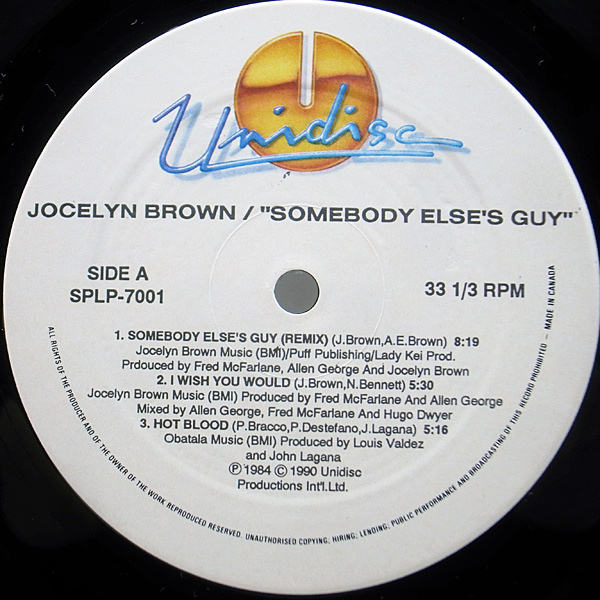 Unidisc
JOCELYN BROWN / "SOMEBODY ELSE'S GUY"
SIDE A
SPLP-7001
33 1/3 RPM
1. SOMEBODY ELSE'S GUY (REMIX) (J.Brown,A.E.Brown) 8:19
Jocelyn Brown Music (BMI)/Puff Publishing/Lady Kei Prod.
Prdouced by Fred McFarlane, Allen George And Jocelyn Brown
2. I WISH YOU WOULD (J.Brown,N.Bennett) 5:30
Jocelyn Brown Music (BMI) Produced by Fred McFarlane And Allen George
Mixed by Allen George, Fred McFarlane And Hugo Dwyer
3. HOT BLOOD (P.Bracco,P.Destefano,J.Lagana) 5:16
Obatala Music (BMI) Produced by Louis Valdez
and John Lagana
Ⓟ1984 ©1990 Unidisc
Productions Int'l.Ltd.
ALL RIGHTS OF THE PRODUCER AND OF THE OWNER OF THE WORK REPRODUCED RESERVED. UNAUTHORISED COPYING; HIRING; LENDING; PUBLIC PERFORMANCE AND BROADCASTING OF THIS RECORD PROHIBITED. — MADE IN CANADA